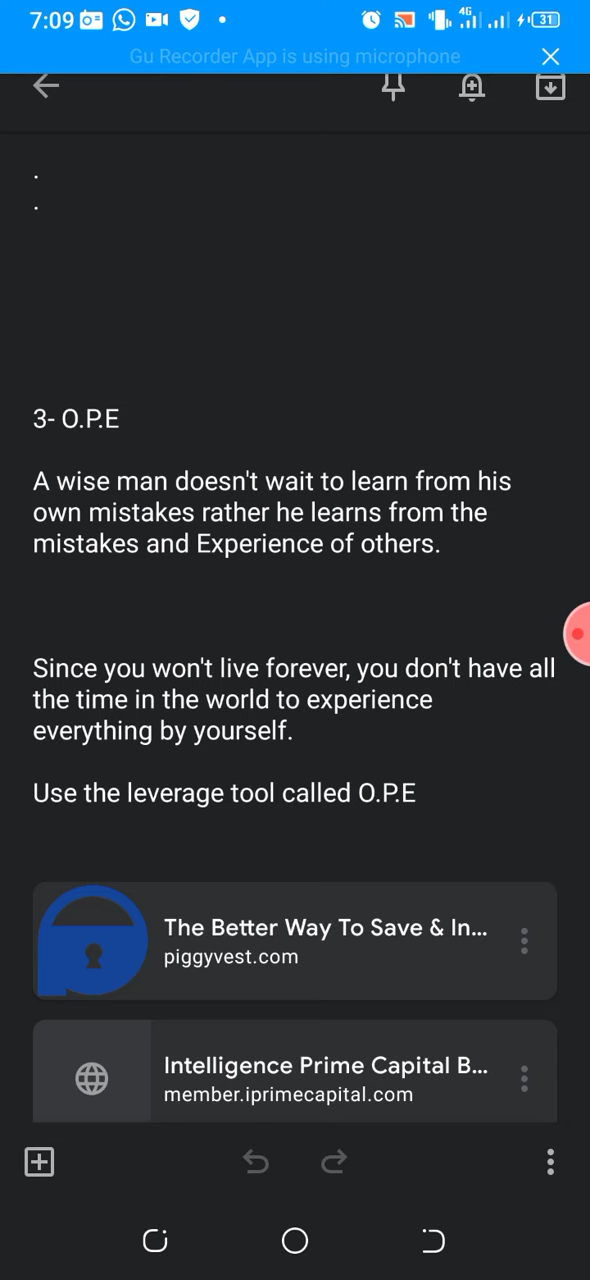 7:09 4G 31
Gu Recorder App is using microphone
.
.
3- O.P.E
A wise man doesn't wait to learn from his
own mistakes rather he learns from the
mistakes and Experience of others.
Since you won't live forever, you don't have all
the time in the world to experience
everything by yourself.
Use the leverage tool called O.P.E
The Better Way To Save & In...
piggyvest.com
Intelligence Prime Capital B...
member.iprimecapital.com